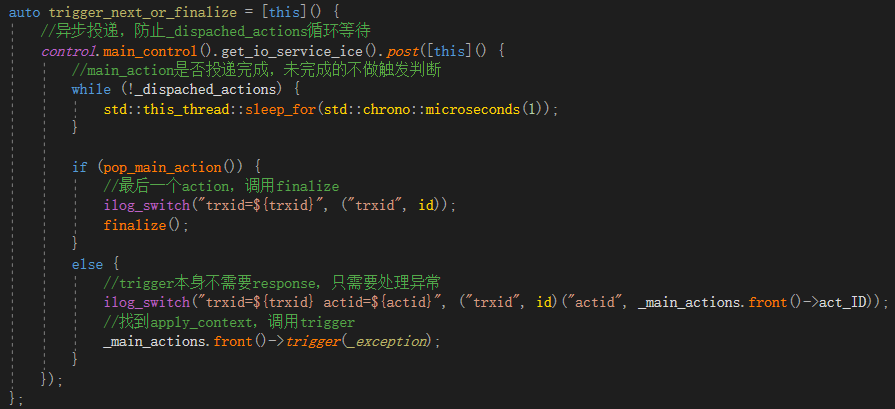 auto trigger_next_or_finalize = [this]() {
//异步投递，防止_dispached_actions循环等待
control.main_control().get_io_service_ice().post([this]() {
//main_action是否投递完成，未完成的不做触发判断
while (!_dispached_actions) {
std::this_thread::sleep_for(std::chrono::microseconds(1));
}
if (pop_main_action()) {
//最后一个action，调用finalize
ilog_switch("trxid=${trxid}", ("trxid", id));
finalize();
}
else {
//trigger本身不需要response，只需要处理异常
ilog_switch("trxid=${trxid} actid=${actid}", ("trxid", id)("actid", _main_actions.front()->act_ID));
//找到apply_context，调用trigger
_main_actions.front()->trigger(_exception);
}
});
};